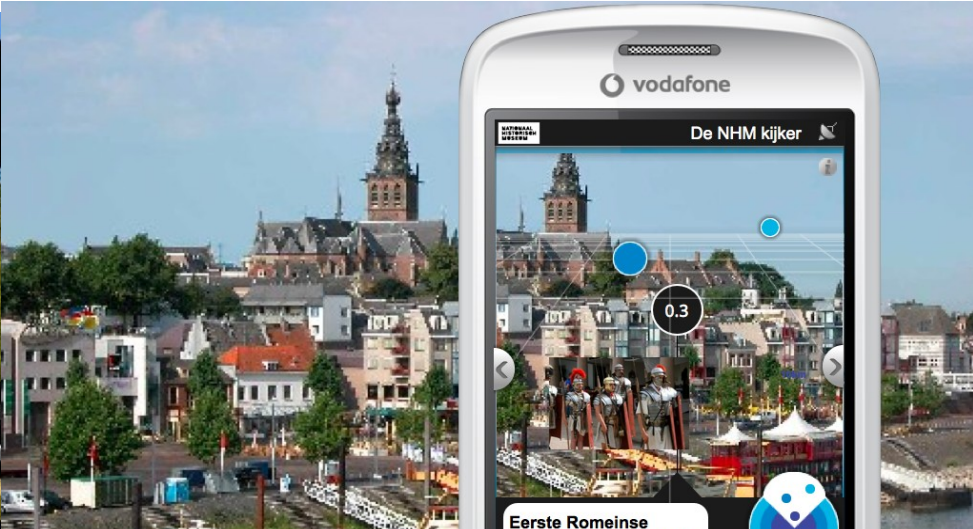 vodafone
NATIONAAL
HISTORISCH
MUSEUM
De NHM kijker
i
0.3
Eerste Romeinse